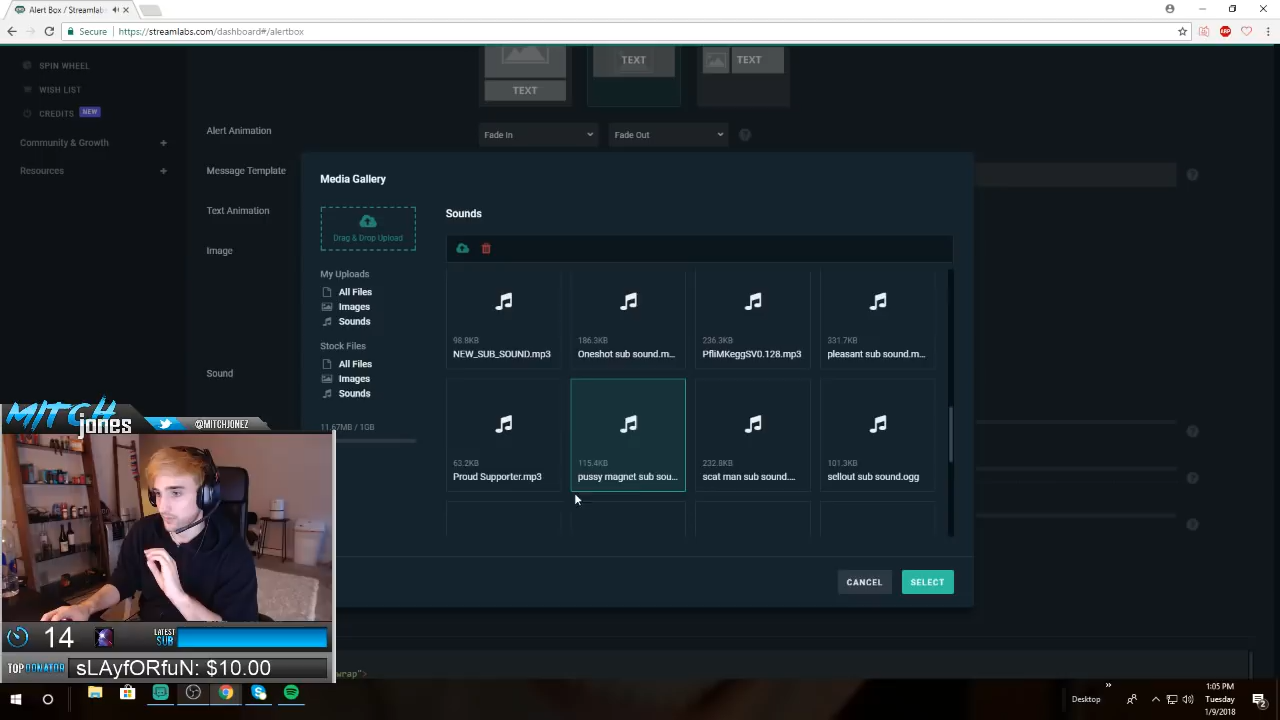 Alert Box | Streamlabs
Secure | https://streamlabs.com/dashboard#/alertbox
ABP
SPIN WHEEL
WISH LIST
CREDITS NEW
Community & Growth +
Resources +
TEXT
TEXT
TEXT
Alert Animation
Fade In
Fade Out
?
Message Template
?
Text Animation
Image
Sound
Media Gallery
Drag & Drop Upload
My Uploads
All Files
Images
Sounds
Stock Files
All Files
Images
Sounds
11.67MB / 1GB
Sounds
98.8KB
NEW_SUB_SOUND.mp3
186.3KB
Oneshot sub sound.m...
236.3KB
PfliMKeggSV0.128.mp3
331.7KB
pleasant sub sound.m...
63.2KB
Proud Supporter.mp3
115.4KB
pussy magnet sub sou...
232.8KB
scat man sub sound....
101.3KB
sellout sub sound.ogg
?
?
?
CANCEL
SELECT
MITCH
jones
@MITCHJONEZ
14
LATEST
SUB
TOP DONATOR sLAyfORfuN: $10.00
wrap">
Desktop
»
1:05 PM
Tuesday
1/9/2018
2